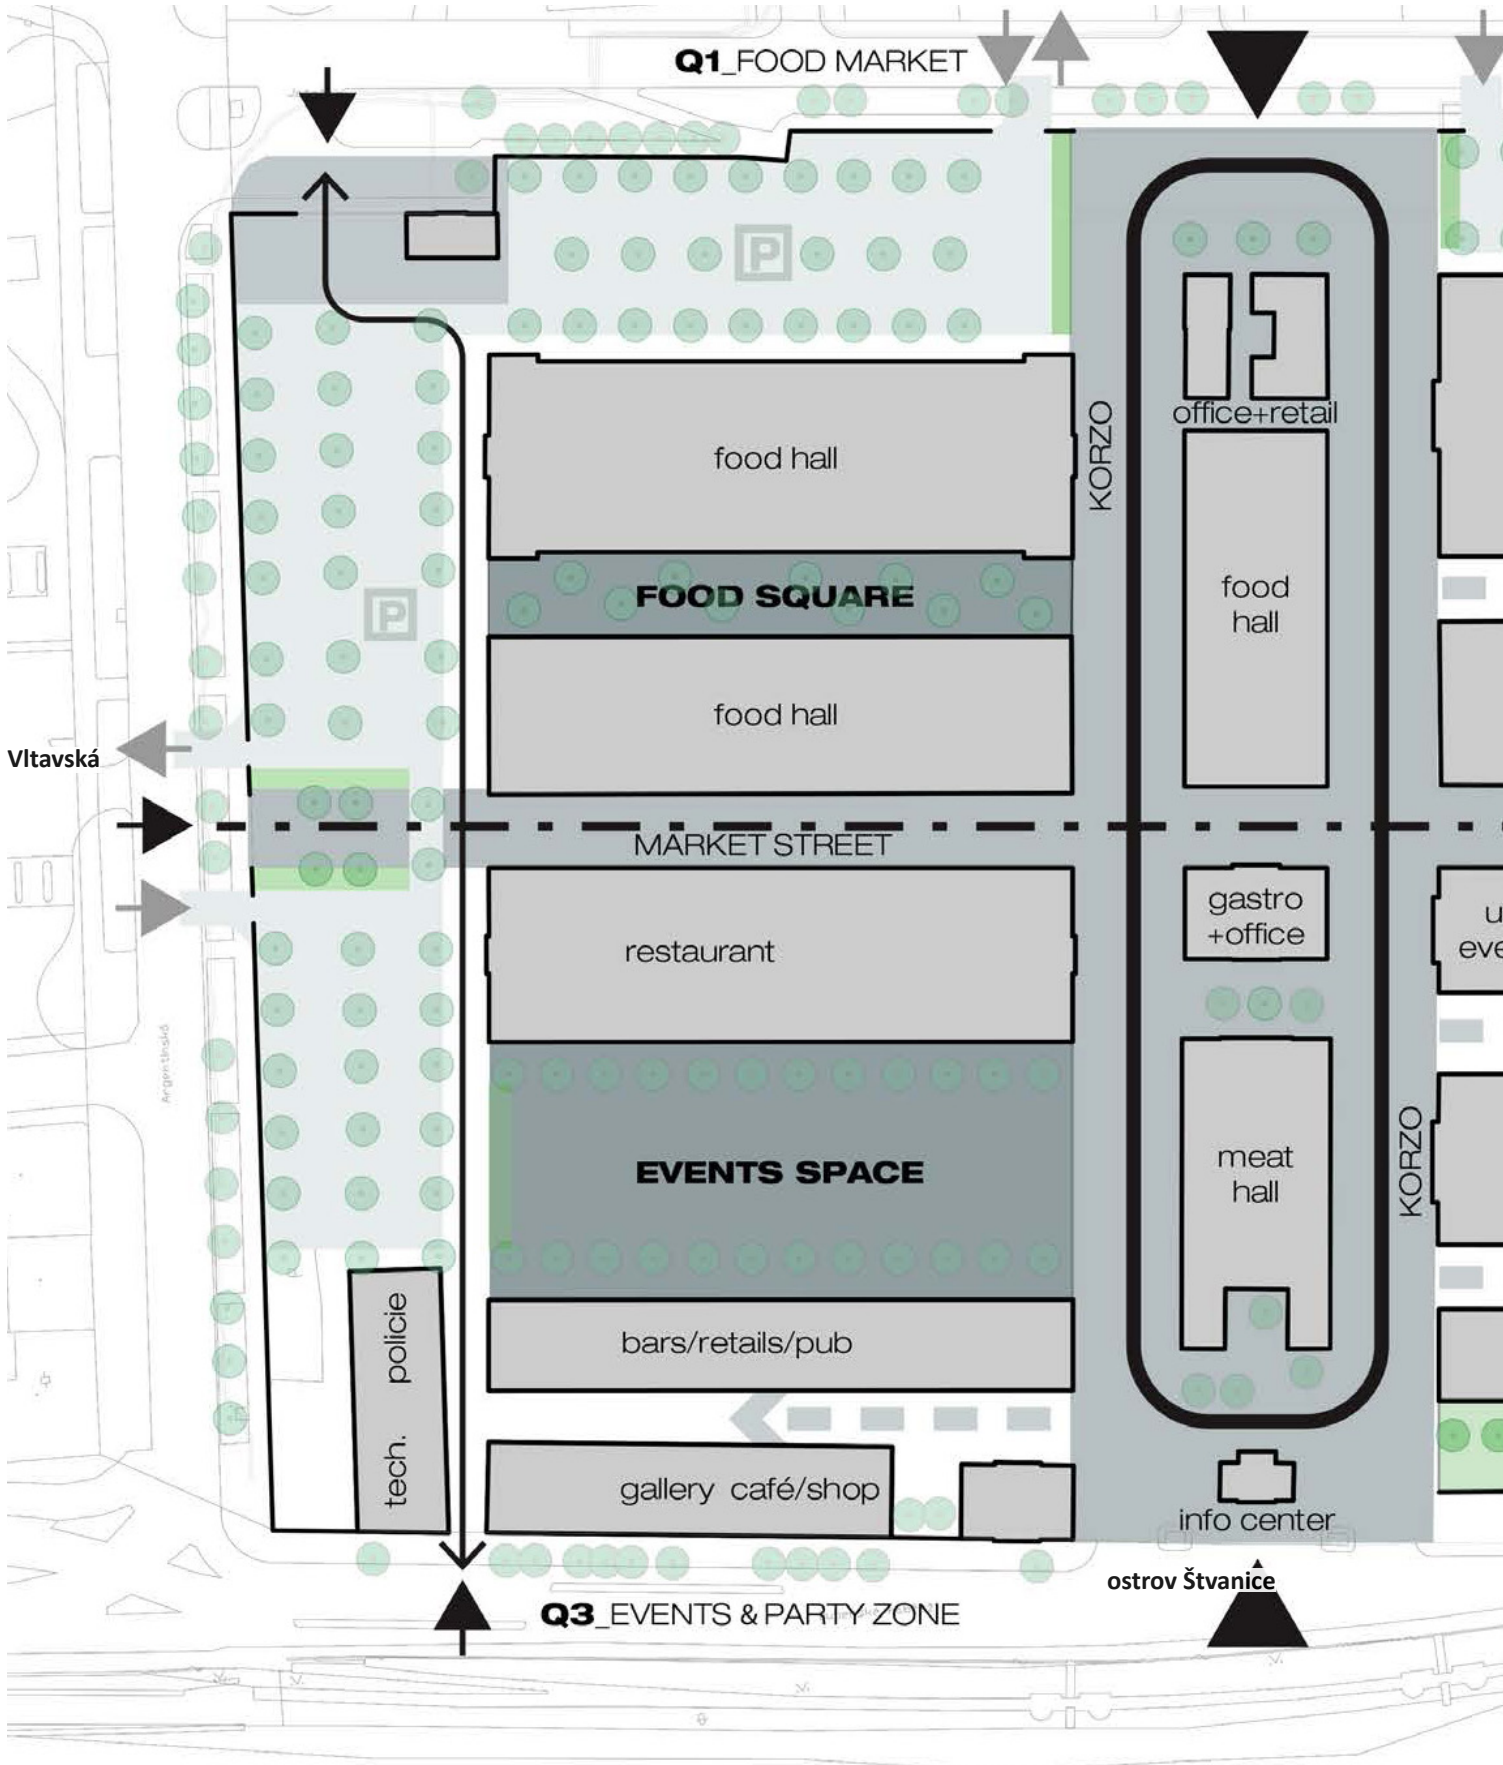 Q1_FOOD MARKET
P
food hall
KORZO
office+retail
FOOD SQUARE
food
hall
P
food hall
Vltavská
MARKET STREET
restaurant
gastro
+office
u
eve
Argentinská
EVENTS SPACE
meat
hall
KORZO
tech. policie
bars/retails/pub
gallery café/shop
info center
ostrov Štvanice
Q3_EVENTS & PARTY ZONE